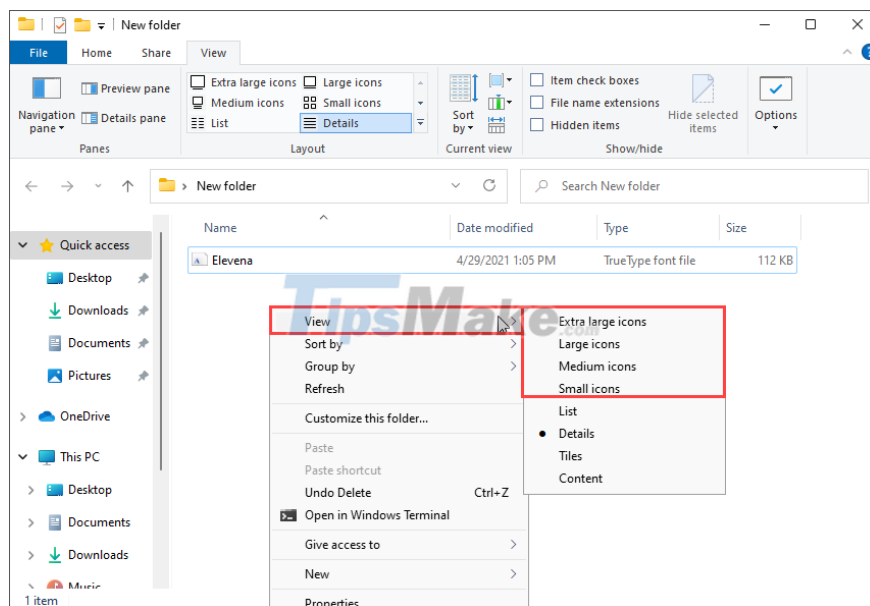 New folder
File Home Share View
Navigation pane
Preview pane
Details pane
Panes
Extra large icons Large icons
Medium icons Small icons
List Details
Layout
Sort by
Current view
Item check boxes
File name extensions
Hidden items
Hide selected items
Show/hide
Options
New folder
Search New folder
Name Date modified Type Size
Elevena 4/29/2021 1:05 PM TrueType font file 112 KB
Quick access
Desktop
Downloads
Documents
Pictures
OneDrive
This PC
Desktop
Documents
Downloads
Music
1 item
TipsMake.com
View
Sort by
Group by
Refresh
Customize this folder...
Paste
Paste shortcut
Undo Delete Ctrl+Z
Open in Windows Terminal
Give access to
New
Properties
Extra large icons
Large icons
Medium icons
Small icons
List
Details
Tiles
Content